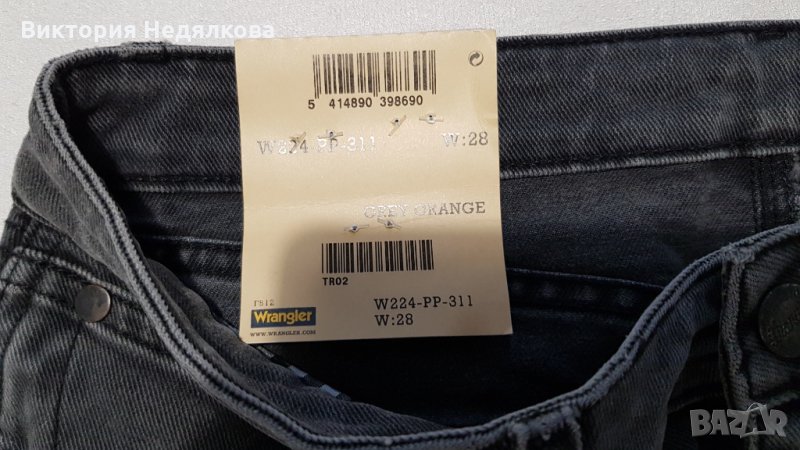 Виктория Недялкова
5 414890 398690
W224-PP-311 W:28
GREY ORANGE
TR02
W224-PP-311
W:28
Wrangler
WWW.WRANGLER.COM
BAZAR